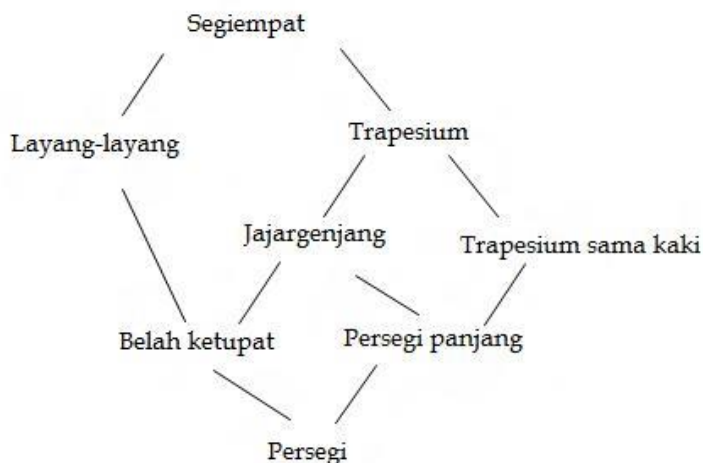 Segiempat
Layang-layang
Trapesium
Jajargenjang
Trapesium sama kaki
Belah ketupat
Persegi panjang
Persegi